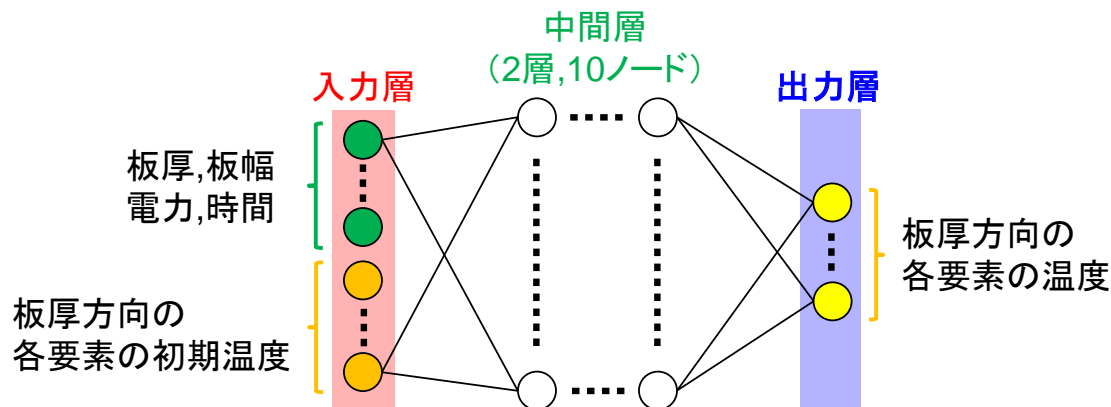 中間層
（2層,10ノード）
入力層
出力層
板厚,板幅
電力,時間
板厚方向の
各要素の初期温度
板厚方向の
各要素の温度